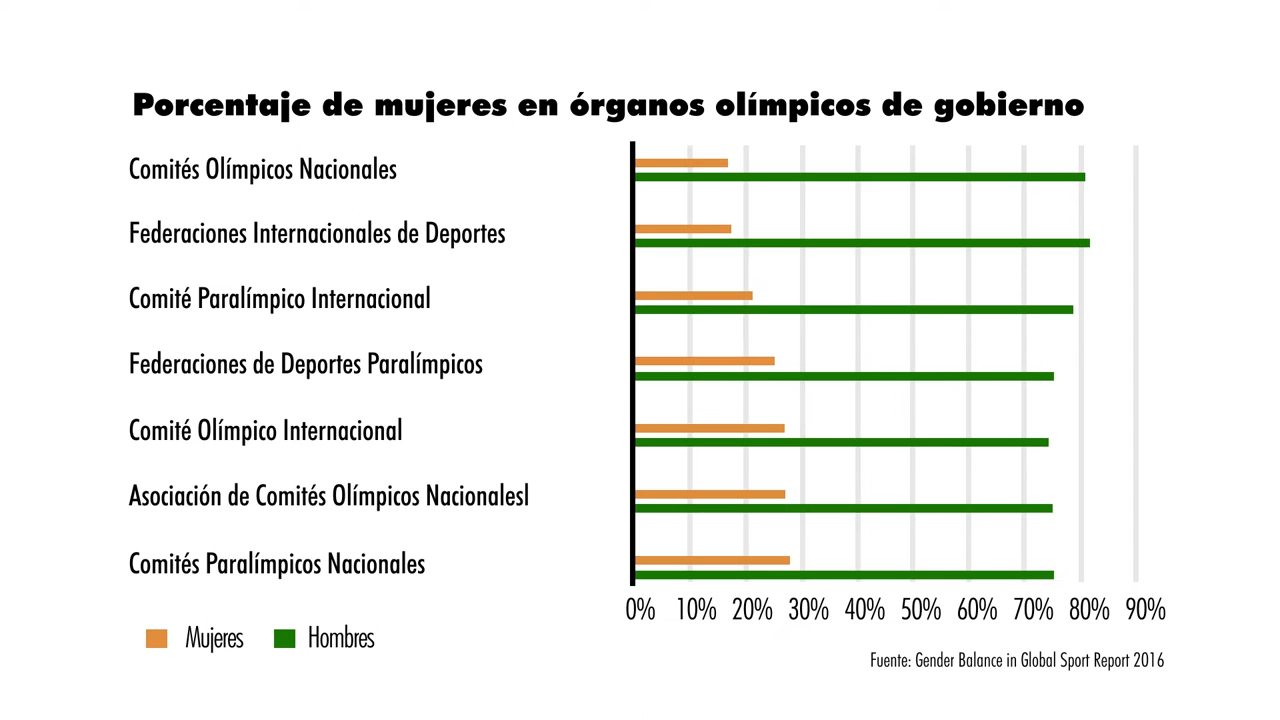 Porcentaje de mujeres en órganos olímpicos de gobierno
Comités Olímpicos Nacionales
Federaciones Internacionales de Deportes
Comité Paralímpico Internacional
Federaciones de Deportes Paralímpicos
Comité Olímpico Internacional
Asociación de Comités Olímpicos Nacionalesl
Comités Paralímpicos Nacionales
0% 10% 20% 30% 40% 50% 60% 70% 80% 90%
Mujeres Hombres
Fuente: Gender Balance in Global Sport Report 2016